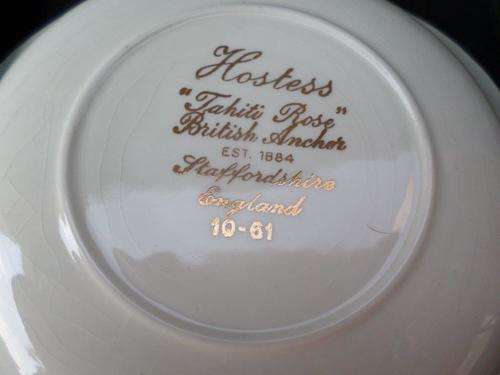 Hostess
"Tahiti Rose"
British Anchor
EST. 1884
Staffordshire
England
10-61